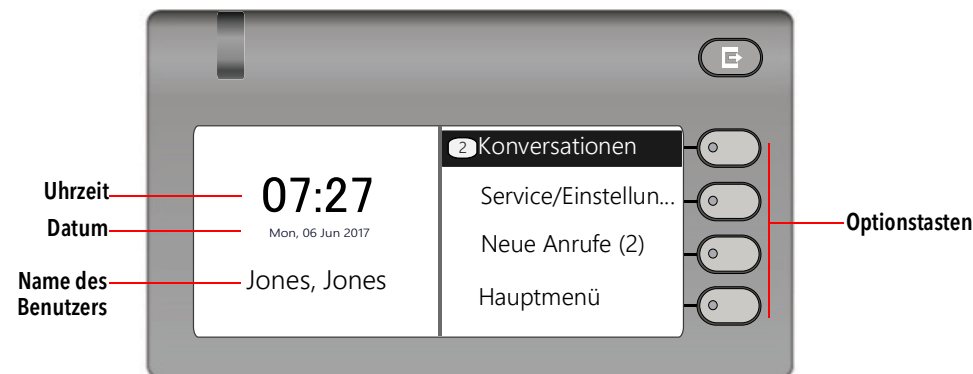 Uhrzeit
Datum
Name des
Benutzers
07:27
Mon, 06 Jun 2017
Jones, Jones
2 Konversationen
Service/Einstellun...
Neue Anrufe (2)
Hauptmenü
Optionstasten